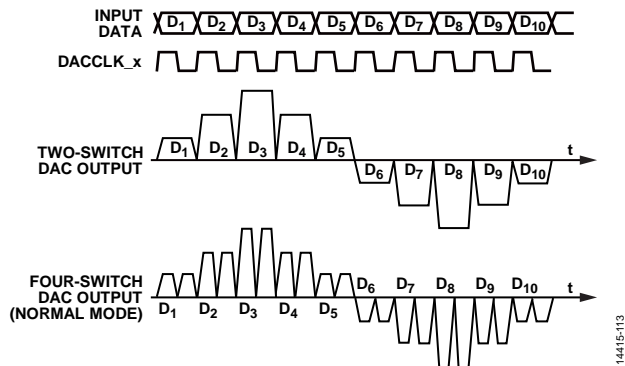 INPUT
DATA
D1 D2 D3 D4 D5 D6 D7 D8 D9 D10
DACCLK_x
TWO-SWITCH
DAC OUTPUT
D1 D2 D3 D4 D5 D6 D7 D8 D9 D10
t
FOUR-SWITCH
DAC OUTPUT
(NORMAL MODE)
D1 D2 D3 D4 D5 D6 D7 D8 D9 D10
t
14415-113